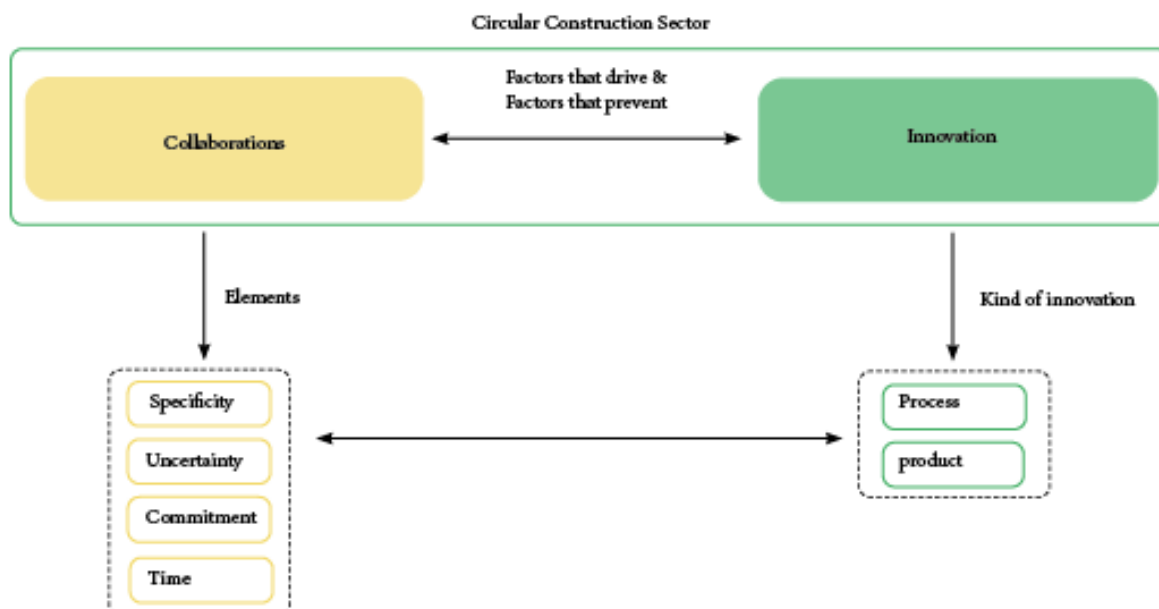 Circular Construction Sector
Factors that drive &
Factors that prevent
Collaborations
Innovation
Elements
Kind of innovation
Specificity
Uncertainty
Commitment
Time
Process
product